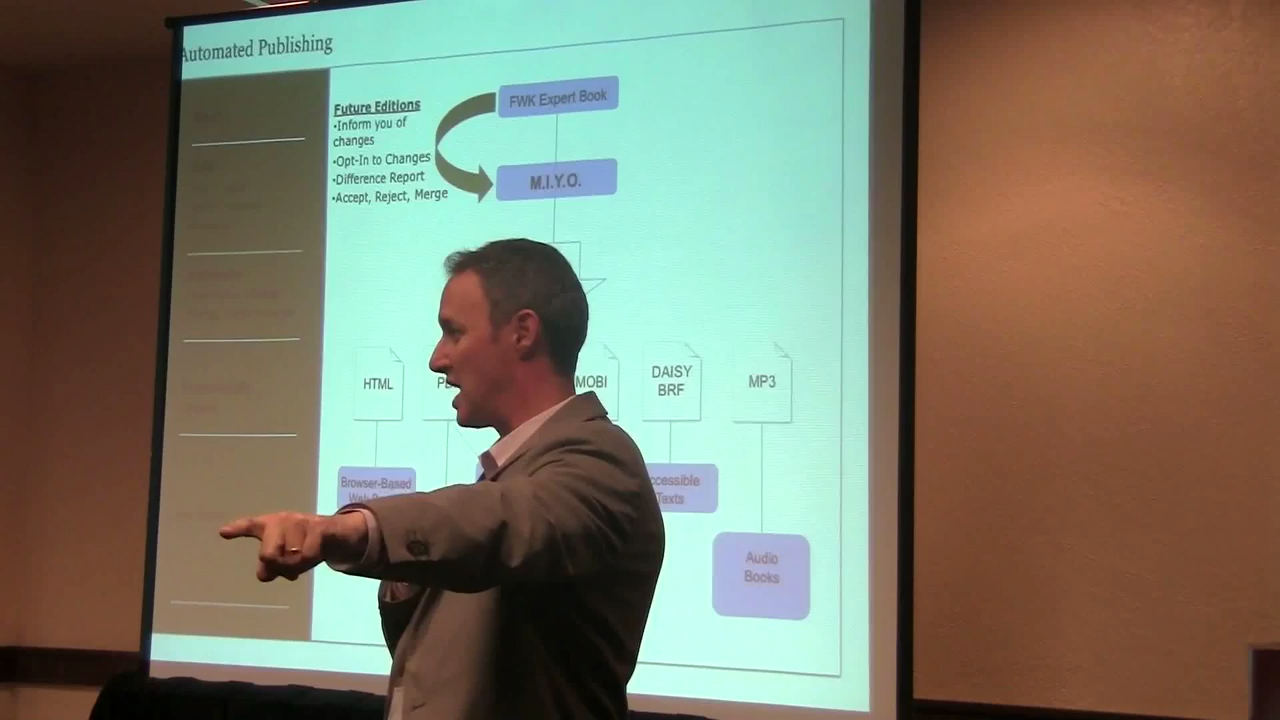 Automated Publishing
Future Editions
•Inform you of
changes
•Opt-In to Changes
•Difference Report
•Accept, Reject, Merge
FWK Expert Book
M.I.Y.O.
HTML
MOBI
DAISY
BRF
MP3
Browser-Based
Accessible
Texts
Audio
Books